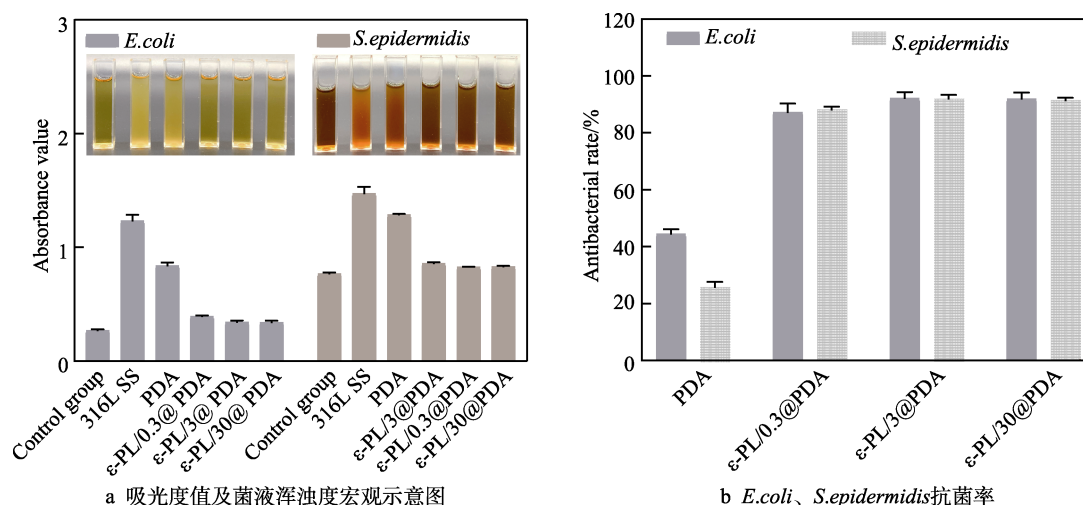 3
2
1
0
Absorbance value
E.coli
S.epidermidis
Control group
316L SS
PDA
ε-PL/0.3@PDA
ε-PL/3@PDA
ε-PL/30@PDA
Control group
316L SS
PDA
ε-PL/3@PDA
ε-PL/0.3@PDA
ε-PL/30@PDA
a 吸光度值及菌液浑浊度宏观示意图
120
100
80
60
40
20
0
Antibacterial rate/%
E.coli
S.epidermidis
PDA
ε-PL/0.3@PDA
ε-PL/3@PDA
ε-PL/30@PDA
b E.coli、S.epidermidis抗菌率